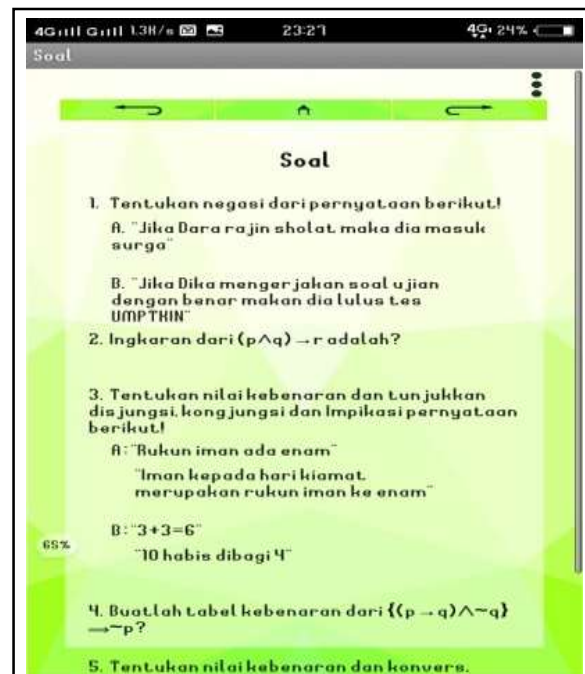 4G G 1.3K/s 23:27 4G 24%
Soal
Soal
1. Tentukan negasi dari pernyataan berikut!
A. "Jika Dara rajin sholat maka dia masuk
surga"
B. "Jika Dika mengerjakan soal ujian
dengan benar makan dia lulus tes
UMPTKIN"
2. Ingkaran dari (p∧q)→r adalah?
3. Tentukan nilai kebenaran dan tunjukkan
disjungsi, kongjungsi dan Impikasi pernyataan
berikut!
A: "Rukun iman ada enam"
"Iman kepada hari kiamat
merupakan rukun iman ke enam"
B: "3+3=6"
"10 habis dibagi 4"
65%
4. Buatlah tabel kebenaran dari {(p→q)∧~q}
→~p?
5. Tentukan nilai kebenaran dan konvers,